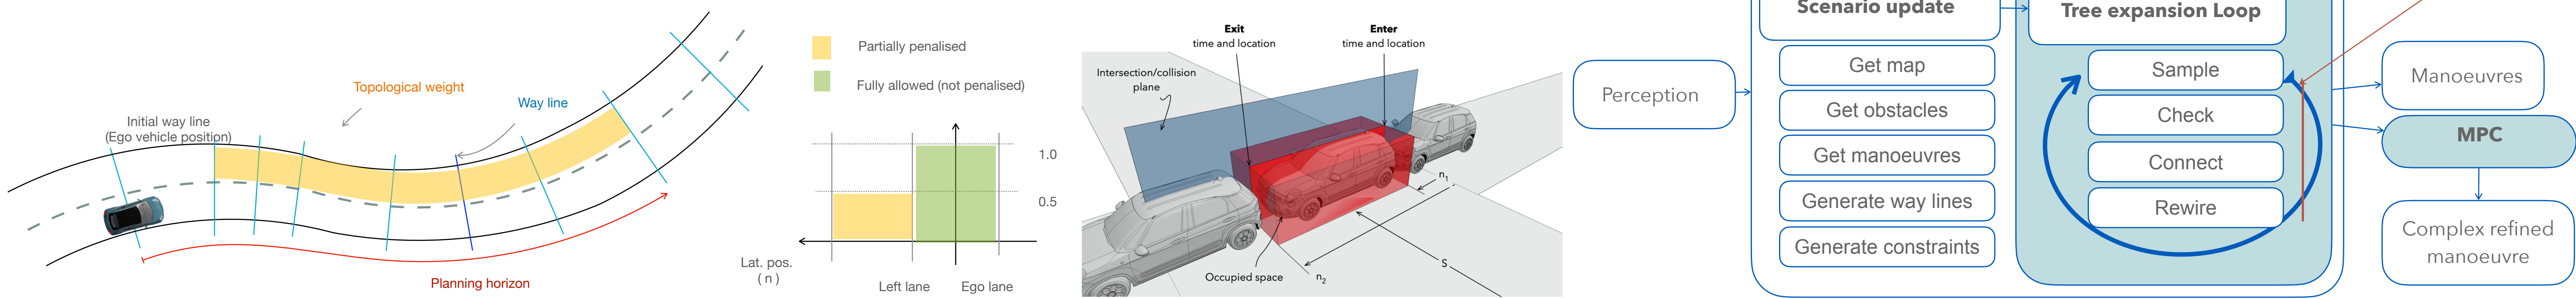 Initial way line
(Ego vehicle position)
Topological weight
Way line
Planning horizon
Partially penalised
Fully allowed (not penalised)
1.0
0.5
Lat. pos.
( n )
Left lane
Ego lane
Exit
time and location
Enter
time and location
Intersection/collision
plane
n1
n2
S
Occupied space
Perception
Scenario update
Get map
Get obstacles
Get manoeuvres
Generate way lines
Generate constraints
Tree expansion Loop
Sample
Check
Connect
Rewire
Manoeuvres
MPC
Complex refined
manoeuvre